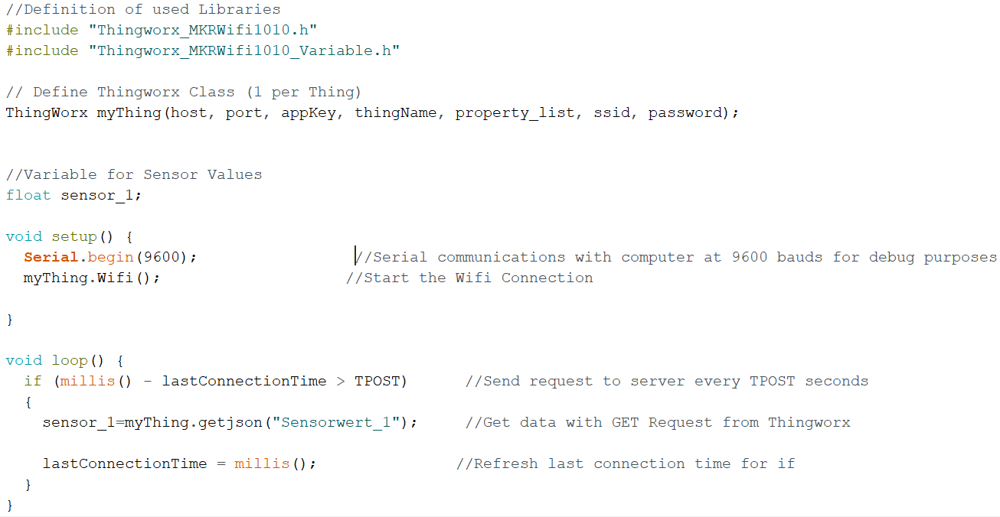 //Definition of used Libraries
#include "Thingworx_MKRWifi1010.h"
#include "Thingworx_MKRWifi1010_Variable.h"
// Define Thingworx Class (1 per Thing)
ThingWorx myThing(host, port, appKey, thingName, property_list, ssid, password);
//Variable for Sensor Values
float sensor_1;
void setup() {
  Serial.begin(9600);                 //Serial communications with computer at 9600 bauds for debug purposes
  myThing.Wifi();                    //Start the Wifi Connection
}
void loop() {
  if (millis() - lastConnectionTime > TPOST)      //Send request to server every TPOST seconds
  {
    sensor_1=myThing.getjson("Sensorwert_1");     //Get data with GET Request from Thingworx
    lastConnectionTime = millis();               //Refresh last connection time for if
  }
}